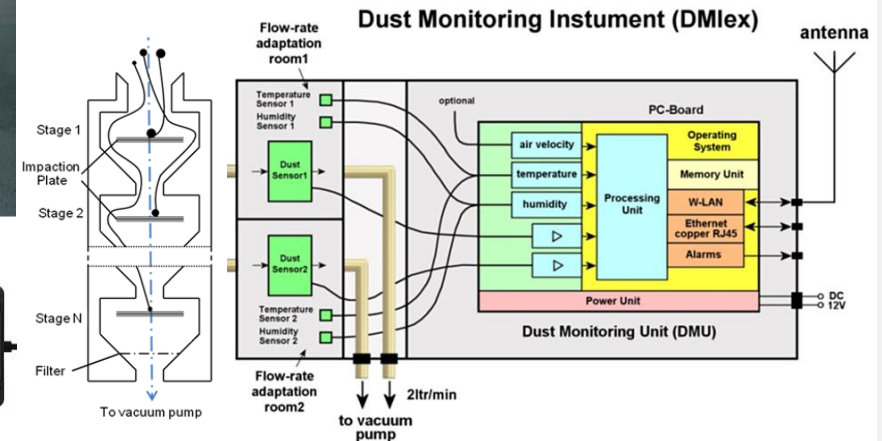 Dust Monitoring Instument (DMlex)
antenna
Stage 1
Impaction
Plate
Stage 2
Stage N
Filter
To vacuum pump
Flow-rate
adaptation
room1
Temperature
Sensor 1
Humidity
Sensor 1
Dust
Sensor1
Dust
Sensor2
Temperature
Sensor 2
Humidity
Sensor 2
Flow-rate
adaptation
room2
to vacuum
pump
2ltr/min
optional
PC-Board
air velocity
temperature
humidity
Processing
Unit
Operating
System
Memory Unit
W-LAN
Ethernet
copper RJ45
Alarms
Power Unit
DC
12V
Dust Monitoring Unit (DMU)